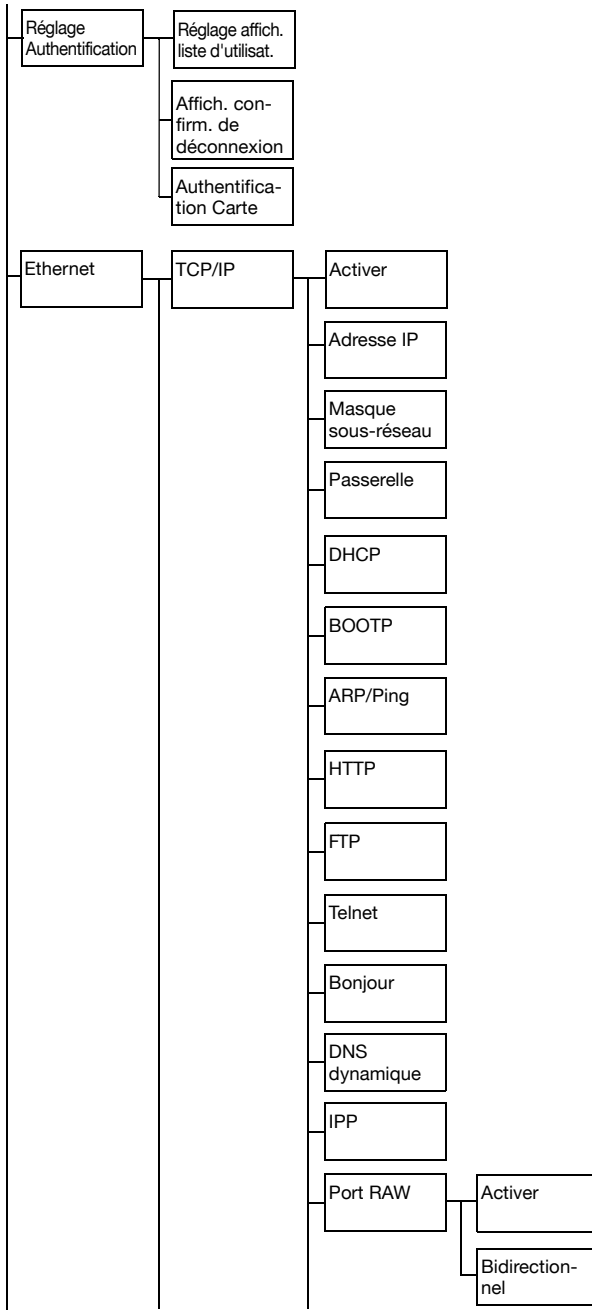 Réglage
Authentification
Réglage affich.
liste d'utilisat.
Affich. con-
firm. de
déconnexion
Authentifica-
tion Carte
Ethernet
TCP/IP
Activer
Adresse IP
Masque
sous-réseau
Passerelle
DHCP
BOOTP
ARP/Ping
HTTP
FTP
Telnet
Bonjour
DNS
dynamique
IPP
Port RAW
Activer
Bidirection-
nel